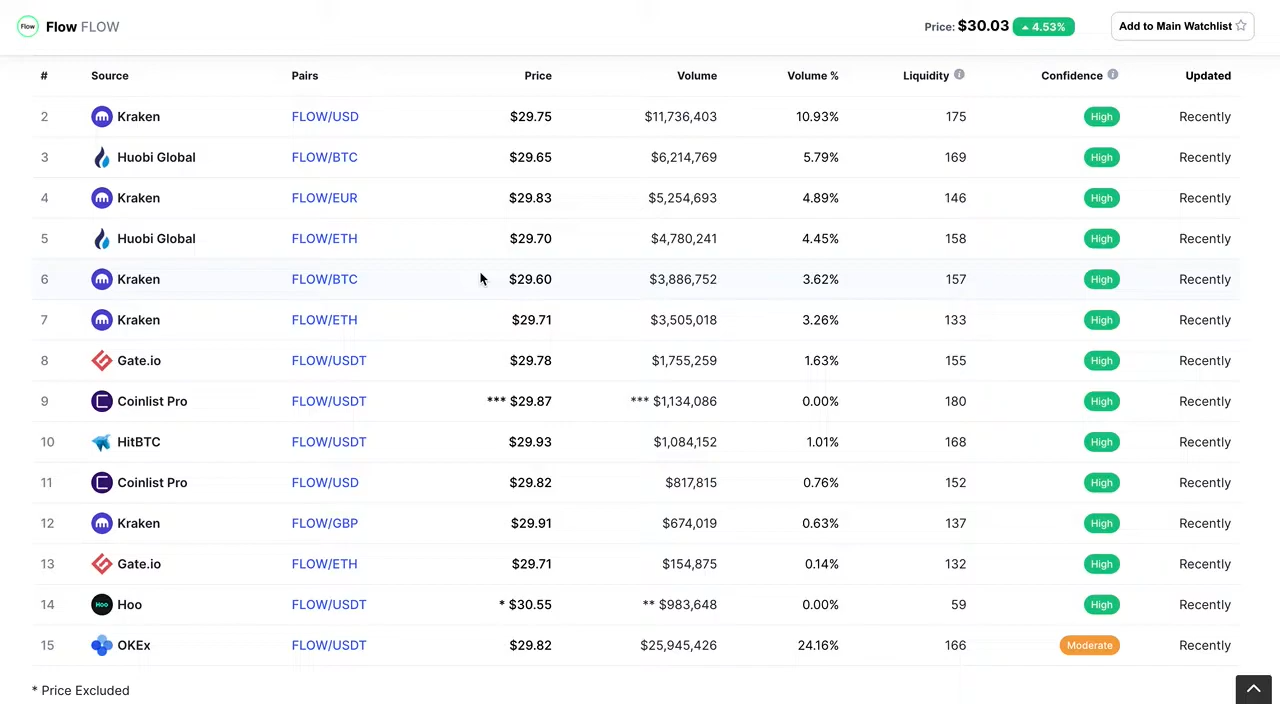 Flow Flow FLOW Price: $30.03 4.53% Add to Main Watchlist
# Source Pairs Price Volume Volume % Liquidity Confidence Updated
2 Kraken FLOW/USD $29.75 $11,736,403 10.93% 175 High Recently
3 Huobi Global FLOW/BTC $29.65 $6,214,769 5.79% 169 High Recently
4 Kraken FLOW/EUR $29.83 $5,254,693 4.89% 146 High Recently
5 Huobi Global FLOW/ETH $29.70 $4,780,241 4.45% 158 High Recently
6 Kraken FLOW/BTC $29.60 $3,886,752 3.62% 157 High Recently
7 Kraken FLOW/ETH $29.71 $3,505,018 3.26% 133 High Recently
8 Gate.io FLOW/USDT $29.78 $1,755,259 1.63% 155 High Recently
9 Coinlist Pro FLOW/USDT *** $29.87 *** $1,134,086 0.00% 180 High Recently
10 HitBTC FLOW/USDT $29.93 $1,084,152 1.01% 168 High Recently
11 Coinlist Pro FLOW/USD $29.82 $817,815 0.76% 152 High Recently
12 Kraken FLOW/GBP $29.91 $674,019 0.63% 137 High Recently
13 Gate.io FLOW/ETH $29.71 $154,875 0.14% 132 High Recently
14 Hoo Hoo FLOW/USDT * $30.55 ** $983,648 0.00% 59 High Recently
15 OKEx FLOW/USDT $29.82 $25,945,426 24.16% 166 Moderate Recently
* Price Excluded